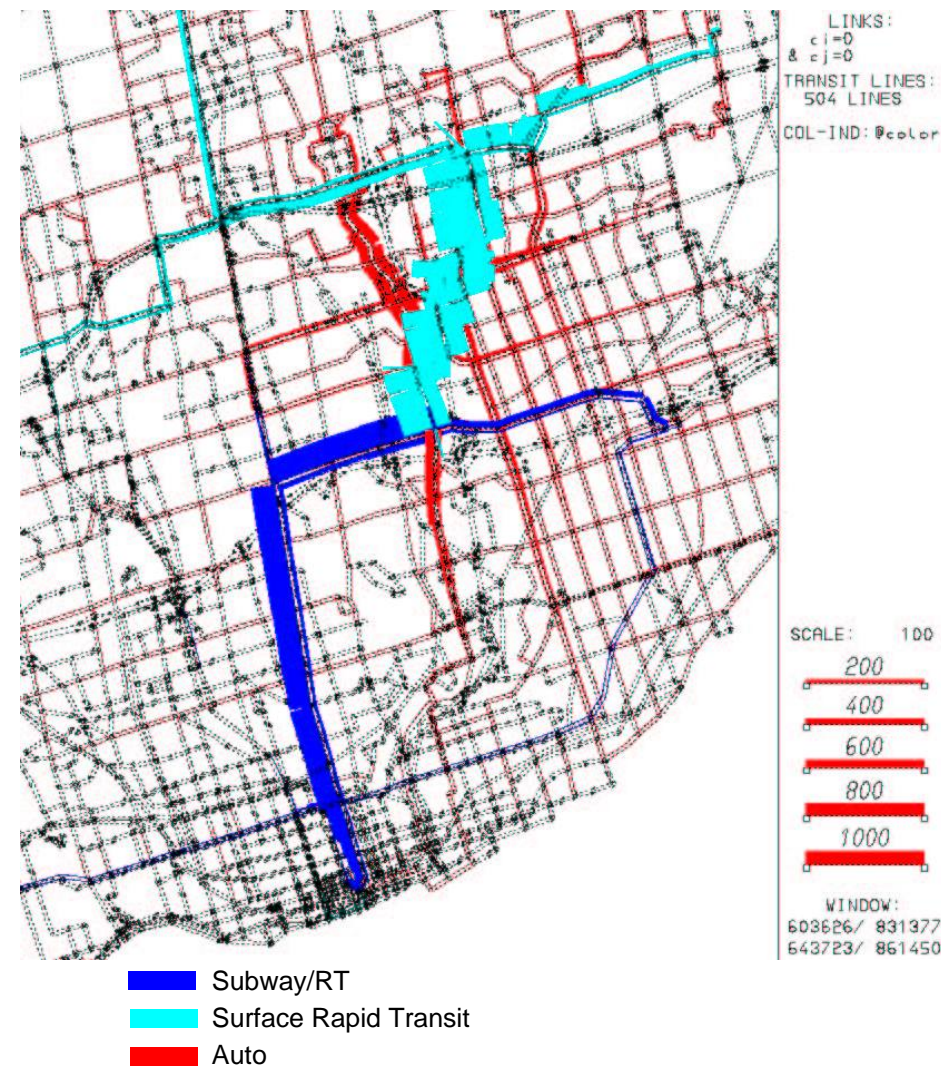 LINKS:
ci=0
& cj=0
TRANSIT LINES:
504 LINES
COL-IND: @color
SCALE: 100
200
400
600
800
1000
WINDOW:
603626/ 831377
643723/ 861450
Subway/RT
Surface Rapid Transit
Auto